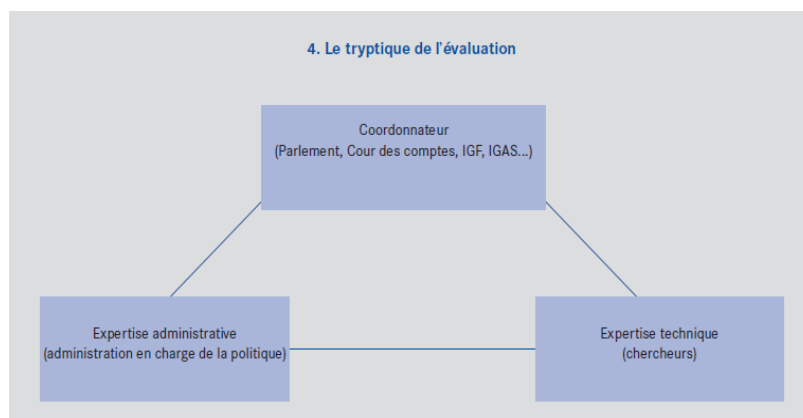 4. Le tryptique de l'évaluation
Coordonnateur
(Parlement, Cour des comptes, IGF, IGAS...)
Expertise administrative
(administration en charge de la politique)
Expertise technique
(chercheurs)